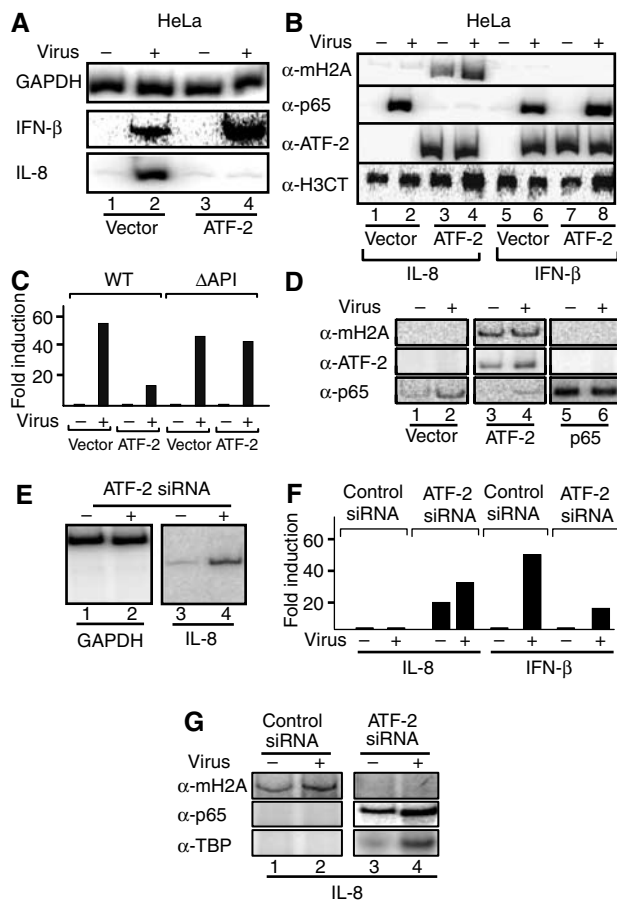 A
HeLa
Virus – + – +
GAPDH
IFN-β
IL-8
1 2 3 4
Vector ATF-2
B
HeLa
Virus – + – + – + – +
α-mH2A
α-p65
α-ATF-2
α-H3CT
1 2 3 4 5 6 7 8
Vector ATF-2 Vector ATF-2
IL-8 IFN-β
C
WT ΔAPI
Fold induction
60
40
20
Virus – + – + – + – +
Vector ATF-2 Vector ATF-2
D
Virus – + – + – +
α-mH2A
α-ATF-2
α-p65
1 2 3 4 5 6
Vector ATF-2 p65
E
ATF-2 siRNA
– + – +
1 2 3 4
GAPDH IL-8
F
Control siRNA ATF-2 siRNA Control siRNA ATF-2 siRNA
Fold induction
60
40
20
Virus – + – + – + – +
IL-8 IFN-β
G
Control siRNA ATF-2 siRNA
Virus – + – +
α-mH2A
α-p65
α-TBP
1 2 3 4
IL-8